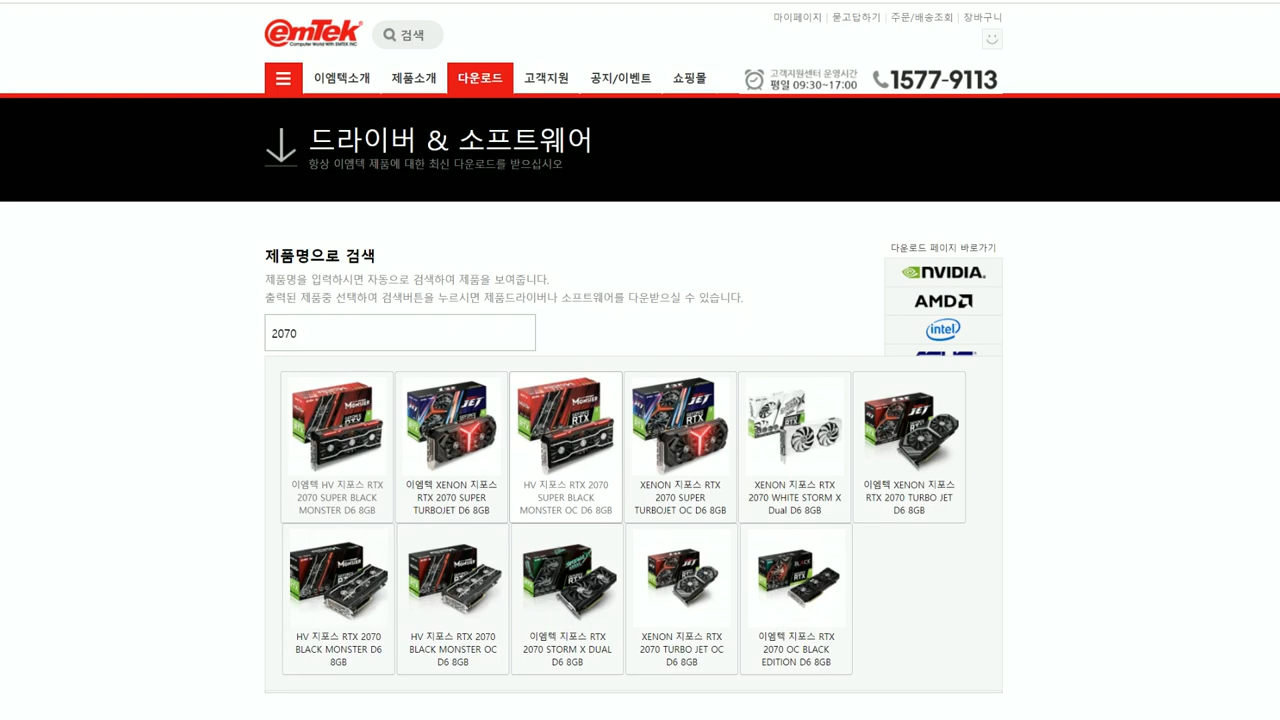 마이페이지 | 묻고답하기 | 주문/배송조회 | 장바구니
emTek
Computer World With EMTEK INC
검색
이엠텍소개 제품소개 다운로드 고객지원 공지/이벤트 쇼핑몰
고객지원센터 운영시간
평일 09:30~17:00
1577-9113
드라이버 & 소프트웨어
항상 이엠텍 제품에 대한 최신 다운로드를 받으십시오
제품명으로 검색
제품명을 입력하시면 자동으로 검색하여 제품을 보여줍니다.
출력된 제품중 선택하여 검색버튼을 누르시면 제품드라이버나 소프트웨어를 다운받으실 수 있습니다.
2070
다운로드 페이지 바로가기
NVIDIA.
AMD
intel
이엠텍 HV 지포스 RTX
2070 SUPER BLACK
MONSTER D6 8GB
이엠텍 XENON 지포스
RTX 2070 SUPER
TURBOJET D6 8GB
HV 지포스 RTX 2070
SUPER BLACK
MONSTER OC D6 8GB
XENON 지포스 RTX
2070 SUPER
TURBOJET OC D6 8GB
XENON 지포스 RTX
2070 WHITE STORM X
Dual D6 8GB
이엠텍 XENON 지포스
RTX 2070 TURBO JET
D6 8GB
HV 지포스 RTX 2070
BLACK MONSTER D6
8GB
HV 지포스 RTX 2070
BLACK MONSTER OC
D6 8GB
이엠텍 지포스 RTX
2070 STORM X DUAL
D6 8GB
XENON 지포스 RTX
2070 TURBO JET OC
D6 8GB
이엠텍 지포스 RTX
2070 OC BLACK
EDITION D6 8GB